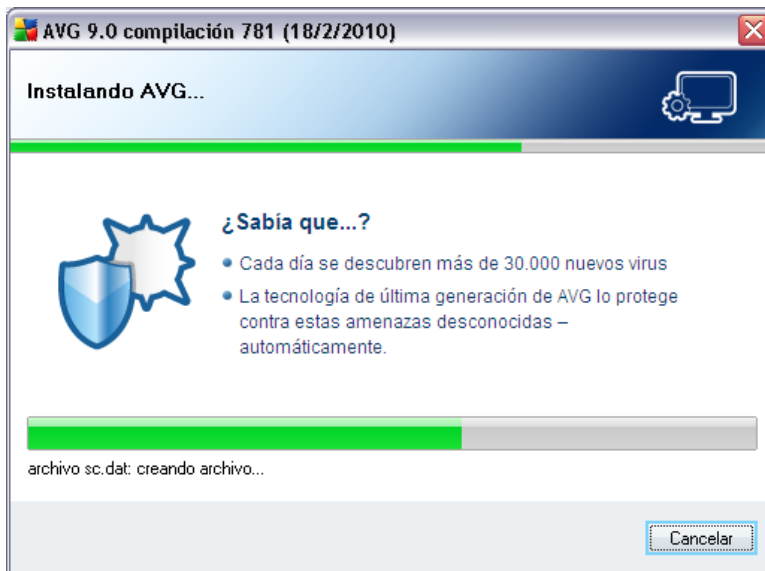 AVG 9.0 compilación 781 (18/2/2010)
Instalando AVG...
¿Sabía que...?
Cada día se descubren más de 30.000 nuevos virus
La tecnología de última generación de AVG lo protege
contra estas amenazas desconocidas –
automáticamente.
archivo sc.dat: creando archivo...
Cancelar